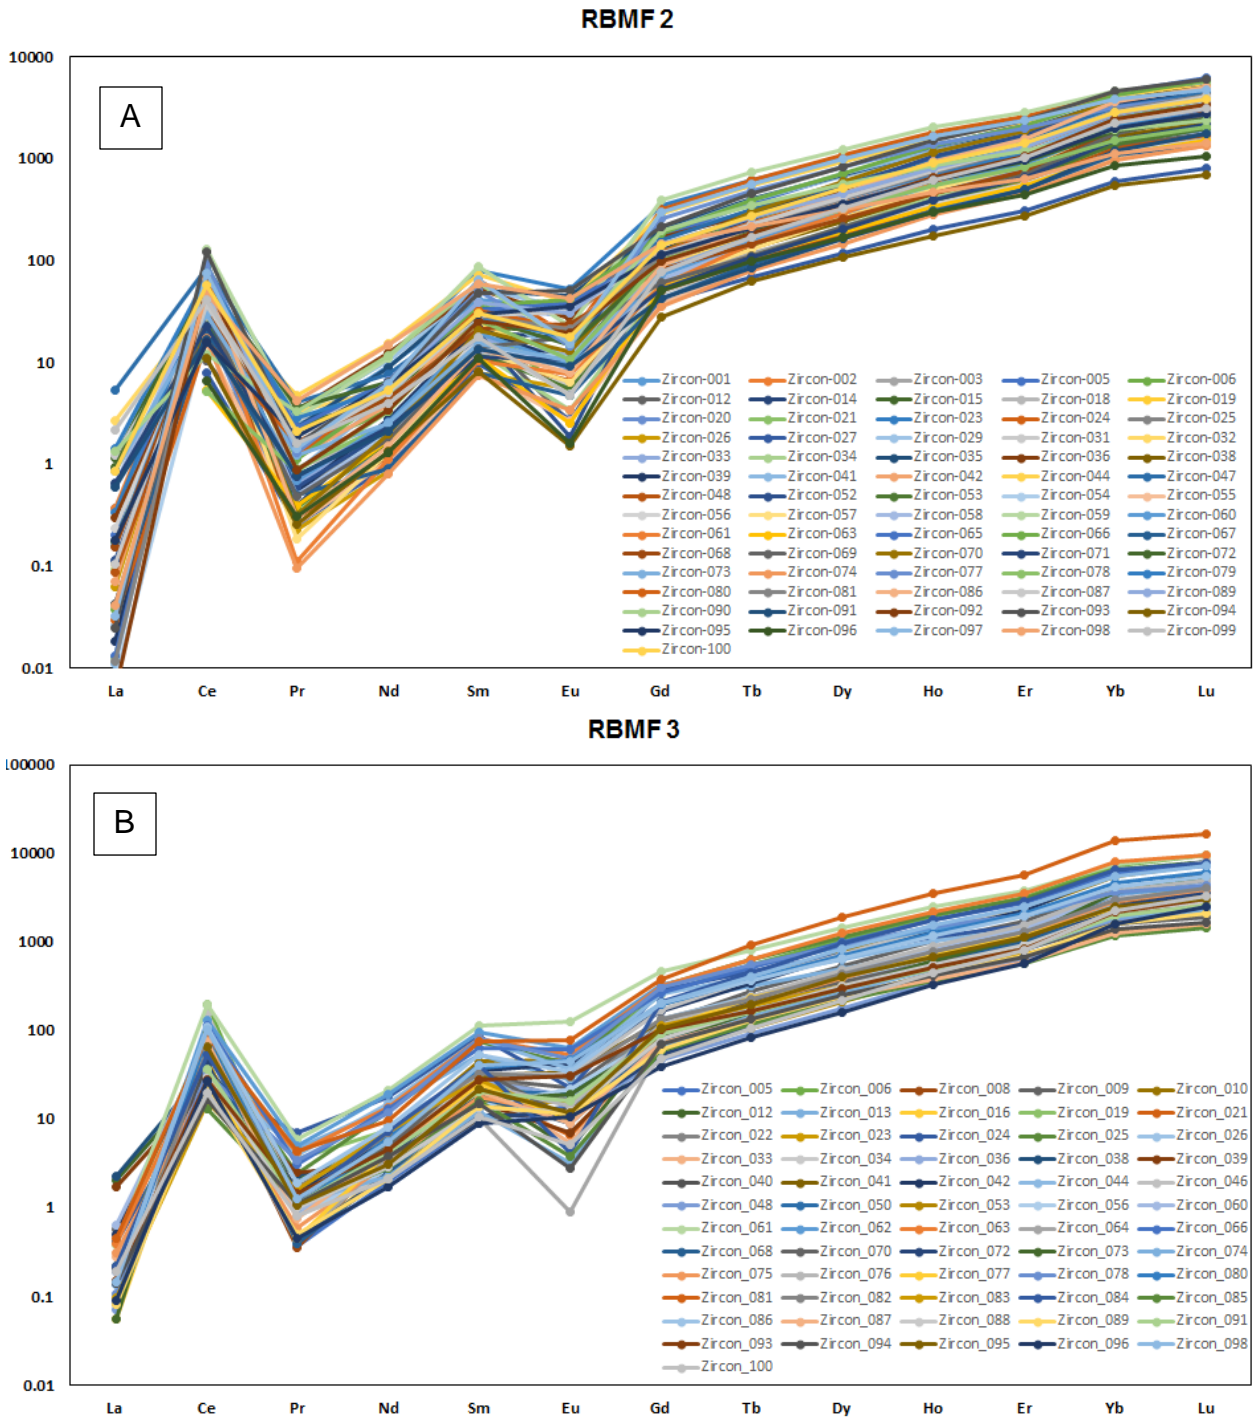 RBMF 2
10000
A
1000
100
10
Zircon-001 Zircon-002 Zircon-003 Zircon-005 Zircon-006
Zircon-012 Zircon-014 Zircon-015 Zircon-018 Zircon-019
Zircon-020 Zircon-021 Zircon-023 Zircon-024 Zircon-025
Zircon-026 Zircon-027 Zircon-029 Zircon-031 Zircon-032
1
Zircon-033 Zircon-034 Zircon-035 Zircon-036 Zircon-038
Zircon-039 Zircon-041 Zircon-042 Zircon-044 Zircon-047
Zircon-048 Zircon-052 Zircon-053 Zircon-054 Zircon-055
Zircon-056 Zircon-057 Zircon-058 Zircon-059 Zircon-060
Zircon-061 Zircon-063 Zircon-065 Zircon-066 Zircon-067
0.1
Zircon-068 Zircon-069 Zircon-070 Zircon-071 Zircon-072
Zircon-073 Zircon-074 Zircon-077 Zircon-078 Zircon-079
Zircon-080 Zircon-081 Zircon-086 Zircon-087 Zircon-089
Zircon-090 Zircon-091 Zircon-092 Zircon-093 Zircon-094
Zircon-095 Zircon-096 Zircon-097 Zircon-098 Zircon-099
Zircon-100
0.01
La Ce Pr Nd Sm Eu Gd Tb Dy Ho Er Yb Lu
RBMF 3
100000
B
10000
1000
100
10
Zircon_005 Zircon_006 Zircon_008 Zircon_009 Zircon_010
Zircon_012 Zircon_013 Zircon_016 Zircon_019 Zircon_021
Zircon_022 Zircon_023 Zircon_024 Zircon_025 Zircon_026
Zircon_033 Zircon_034 Zircon_036 Zircon_038 Zircon_039
Zircon_040 Zircon_041 Zircon_042 Zircon_044 Zircon_046
1
Zircon_048 Zircon_050 Zircon_053 Zircon_056 Zircon_060
Zircon_061 Zircon_062 Zircon_063 Zircon_064 Zircon_066
Zircon_068 Zircon_070 Zircon_072 Zircon_073 Zircon_074
Zircon_075 Zircon_076 Zircon_077 Zircon_078 Zircon_080
0.1
Zircon_081 Zircon_082 Zircon_083 Zircon_084 Zircon_085
Zircon_086 Zircon_087 Zircon_088 Zircon_089 Zircon_091
Zircon_093 Zircon_094 Zircon_095 Zircon_096 Zircon_098
Zircon_100
0.01
La Ce Pr Nd Sm Eu Gd Tb Dy Ho Er Yb Lu